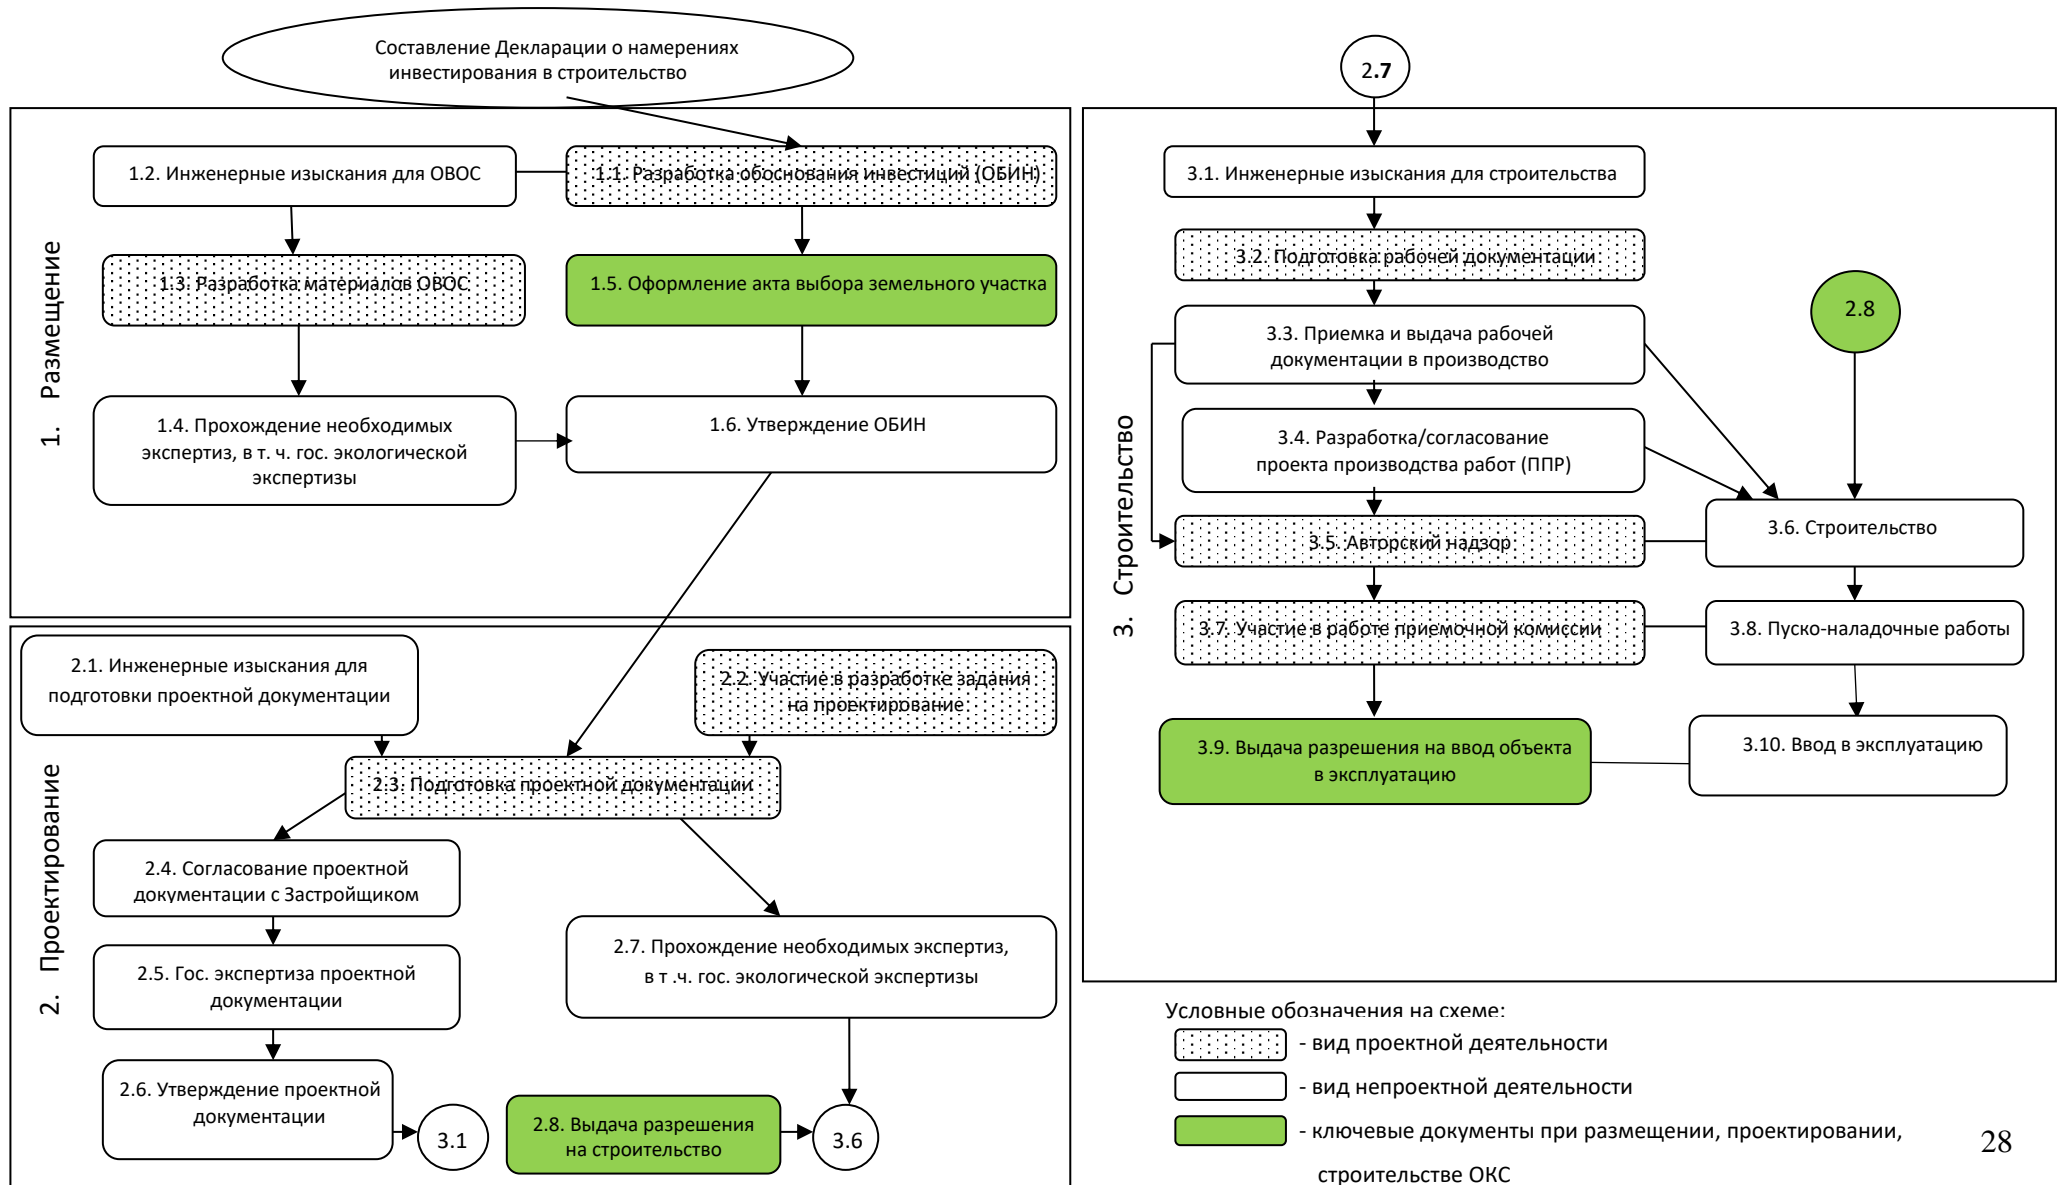 Составление Декларации о намерениях
инвестирования в строительство
1. Размещение
1.2. Инженерные изыскания для ОВОС
1.1. Разработка обоснования инвестиций (ОБИН)
1.3. Разработка материалов ОВОС
1.5. Оформление акта выбора земельного участка
1.4. Прохождение необходимых
экспертиз, в т. ч. гос. экологической
экспертизы
1.6. Утверждение ОБИН
2. Проектирование
2.1. Инженерные изыскания для
подготовки проектной документации
2.2. Участие в разработке задания
на проектирование
2.3. Подготовка проектной документации
2.4. Согласование проектной
документации с Застройщиком
2.5. Гос. экспертиза проектной
документации
2.7. Прохождение необходимых экспертиз,
в т .ч. гос. экологической экспертизы
2.6. Утверждение проектной
документации
3.1
2.8. Выдача разрешения
на строительство
3.6
2.7
3. Строительство
3.1. Инженерные изыскания для строительства
3.2. Подготовка рабочей документации
3.3. Приемка и выдача рабочей
документации в производство
2.8
3.4. Разработка/согласование
проекта производства работ (ППР)
3.5. Авторский надзор
3.6. Строительство
3.7. Участие в работе приемочной комиссии
3.8. Пуско-наладочные работы
3.9. Выдача разрешения на ввод объекта
в эксплуатацию
3.10. Ввод в эксплуатацию
Условные обозначения на схеме:
- вид проектной деятельности
- вид непроектной деятельности
- ключевые документы при размещении, проектировании,
строительстве ОКС
28